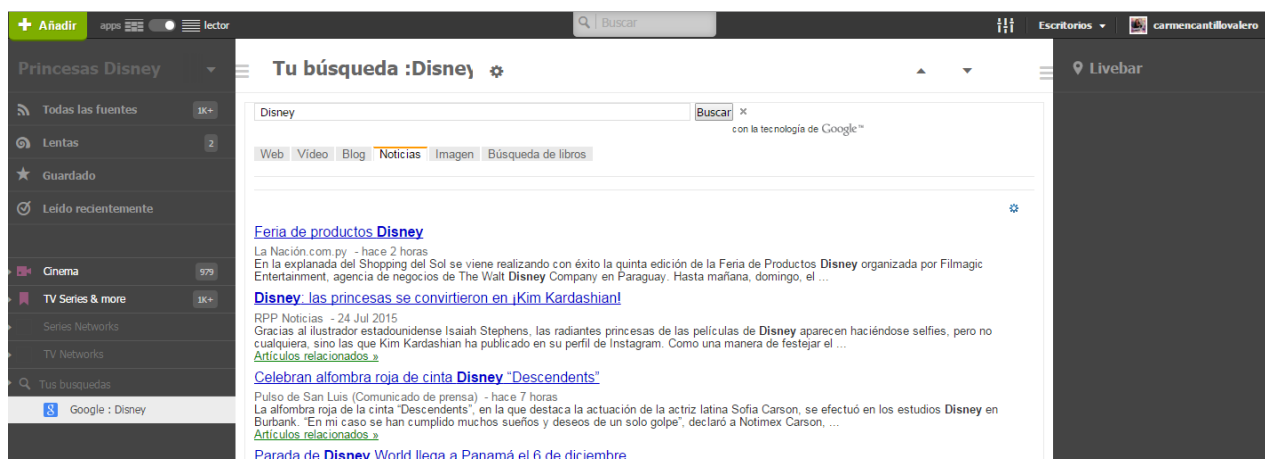 Añadir apps lector Buscar Escritorios carmencantillovalero
Princesas Disney
Todas las fuentes 1K+
Lentas 2
Guardado
Leído recientemente
Cinema 979
TV Series & more 1K+
Series Networks
TV Networks
Tus busquedas
Google : Disney
Tu búsqueda :Disney
Disney Buscar ×
con la tecnología de Google™
Web Vídeo Blog Noticias Imagen Búsqueda de libros
Feria de productos Disney
La Nación.com.py - hace 2 horas
En la explanada del Shopping del Sol se viene realizando con éxito la quinta edición de la Feria de Productos Disney organizada por Filmagic
Entertainment, agencia de negocios de The Walt Disney Company en Paraguay. Hasta mañana, domingo, el ...
Disney: las princesas se convirtieron en ¡Kim Kardashian!
RPP Noticias - 24 Jul 2015
Gracias al ilustrador estadounidense Isaiah Stephens, las radiantes princesas de las películas de Disney aparecen haciéndose selfies, pero no
cualquiera, sino las que Kim Kardashian ha publicado en su perfil de Instagram. Como una manera de festejar el ...
Artículos relacionados »
Celebran alfombra roja de cinta Disney “Descendents”
Pulso de San Luis (Comunicado de prensa) - hace 7 horas
La alfombra roja de la cinta “Descendents”, en la que destaca la actuación de la actriz latina Sofia Carson, se efectuó en los estudios Disney en
Burbank. “En mi caso se han cumplido muchos sueños y deseos de un solo golpe”, declaró a Notimex Carson, ...
Artículos relacionados »
Parada de Disney World llega a Panamá el 6 de diciembre
Livebar